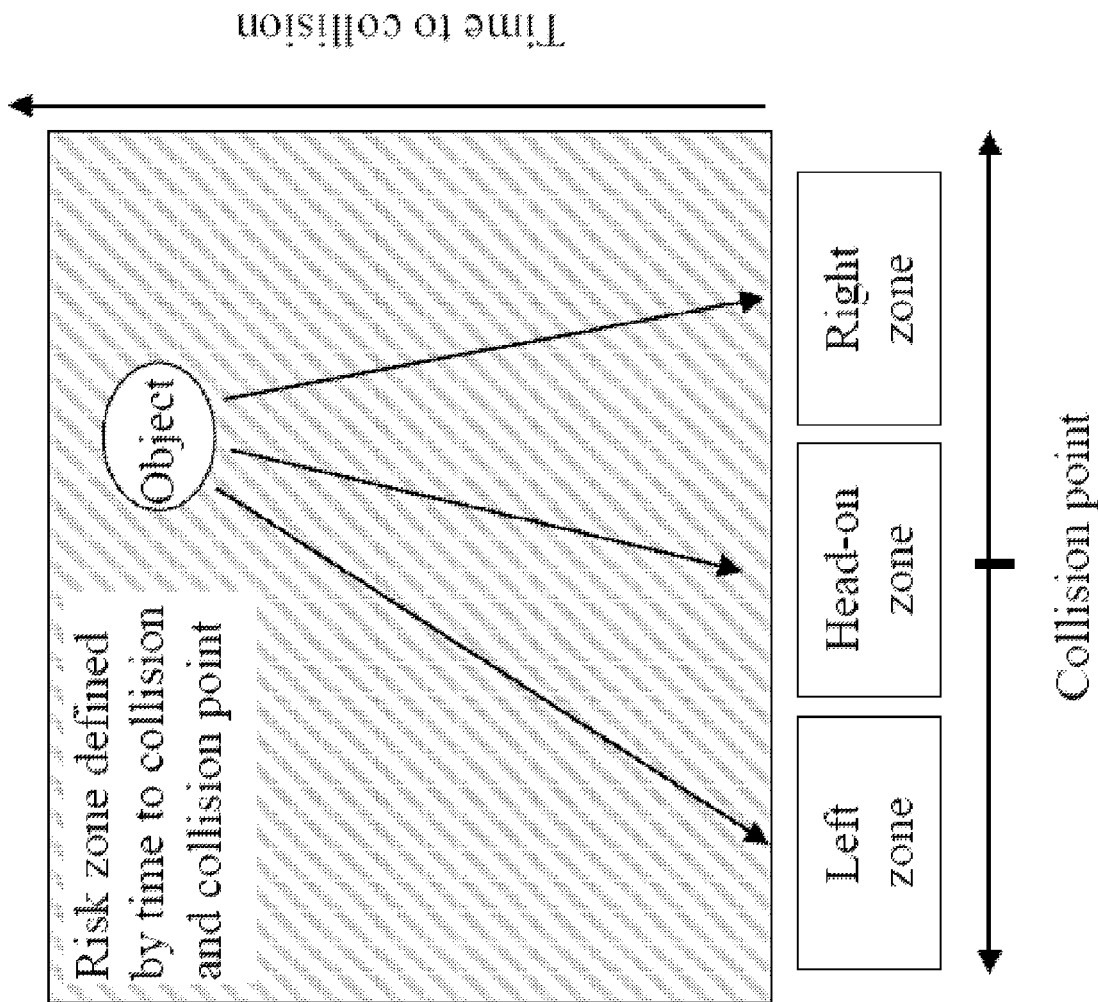 Time to collision
Risk zone defined
by time to collision
and collision point
Object
Left
zone
Head-on
zone
Right
zone
Collision point